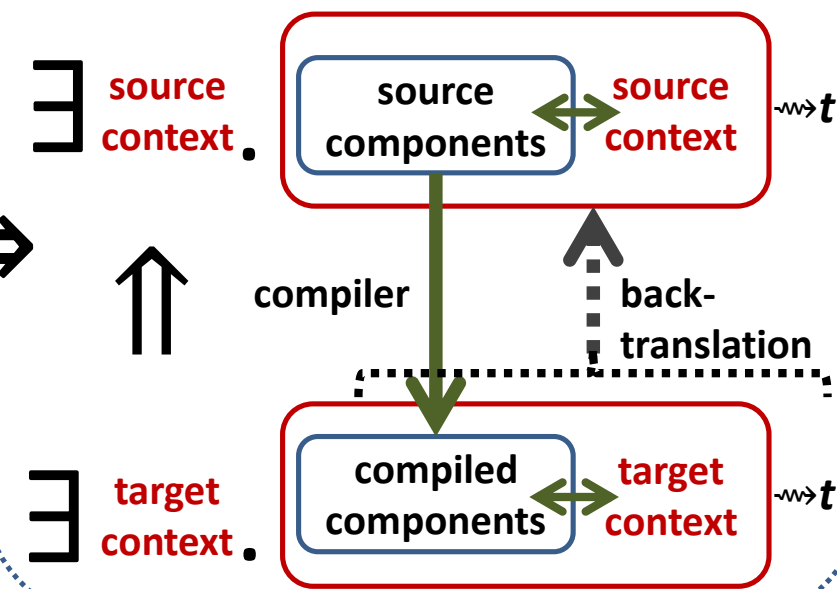 ∃ source context.
source components
source context
⇝ t
⇒
⇑
compiler
back-
translation
∃ target context.
compiled components
target context
⇝ t